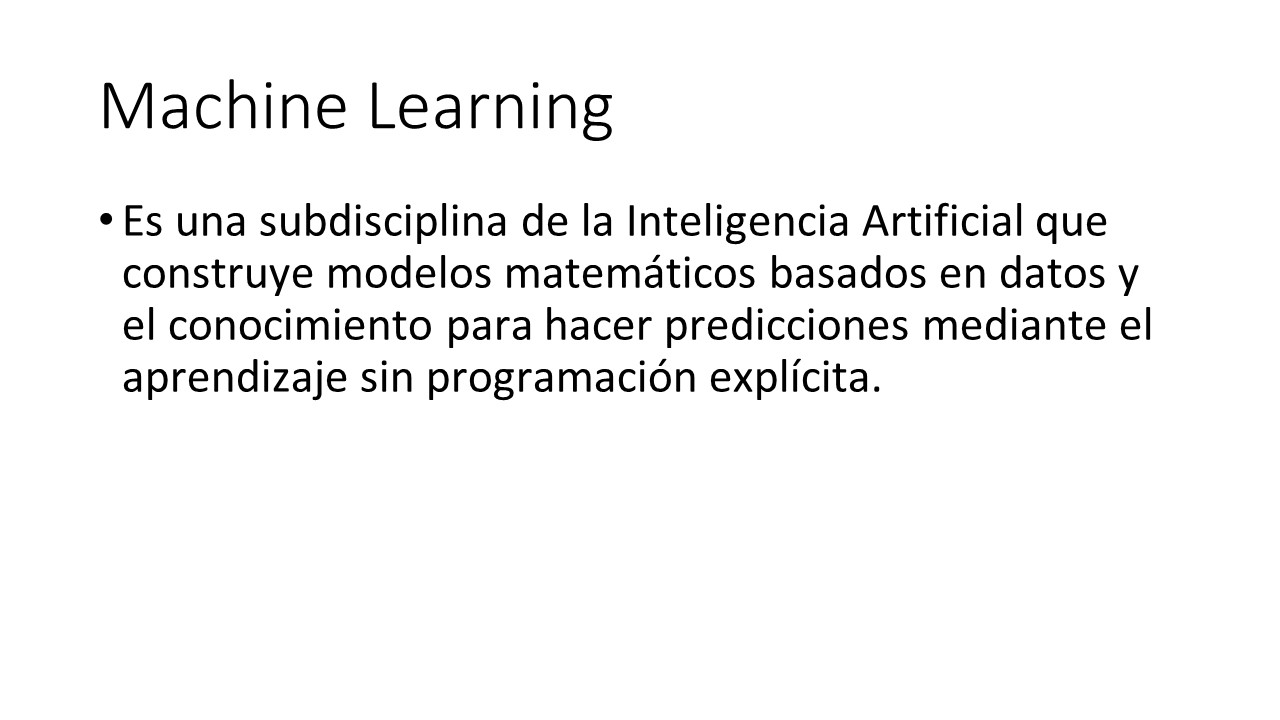 Machine Learning
• Es una subdisciplina de la Inteligencia Artificial que
construye modelos matemáticos basados en datos y
el conocimiento para hacer predicciones mediante el
aprendizaje sin programación explícita.